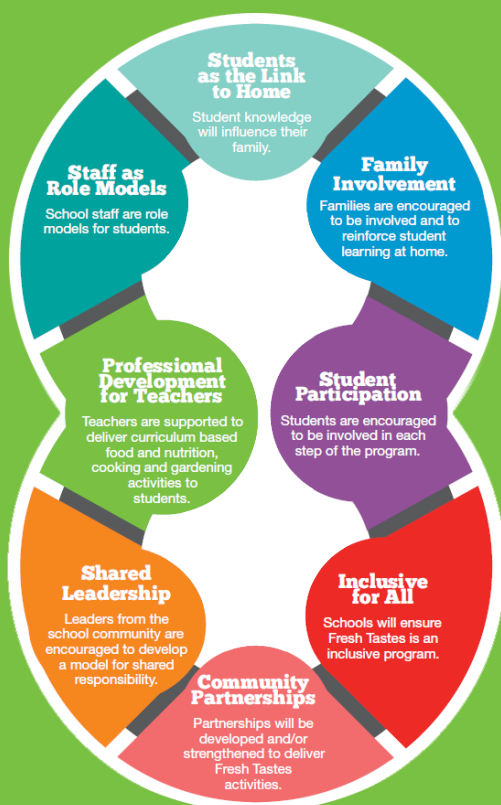 Students
as the Link
to Home
Student knowledge
will influence their
family.
Family
Involvement
Families are encouraged
to be involved and to
reinforce student
learning at home.
Student
Participation
Students are encouraged
to be involved in each
step of the program.
Inclusive
for All
Schools will ensure
Fresh Tastes is an
inclusive program.
Community
Partnerships
Partnerships will be
developed and/or
strengthened to deliver
Fresh Tastes
activities.
Shared
Leadership
Leaders from the
school community are
encouraged to develop
a model for shared
responsibility.
Professional
Development
for Teachers
Teachers are supported to
deliver curriculum based
food and nutrition,
cooking and gardening
activities to
students.
Staff as
Role Models
School staff are role
models for students.